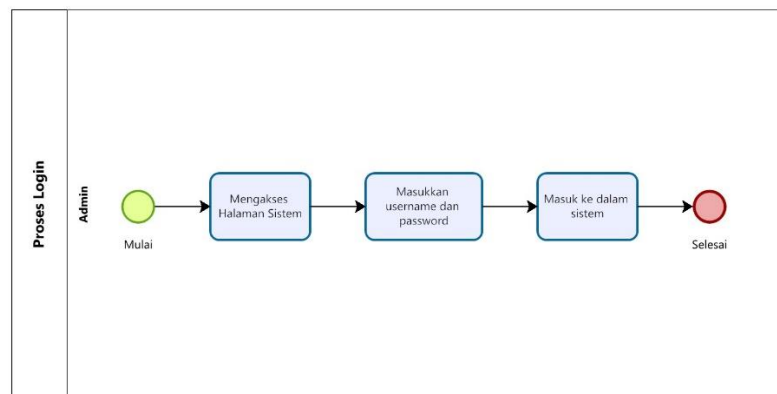 Proses Login
Admin
Mulai
Mengakses
Halaman Sistem
Masukkan
username dan
password
Masuk ke dalam
sistem
Selesai